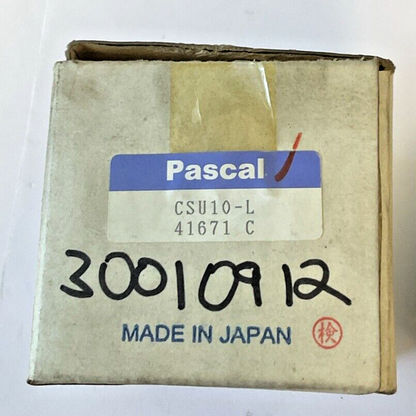 Pascal
CSU10-L
41671 C
30010912
MADE IN JAPAN 検